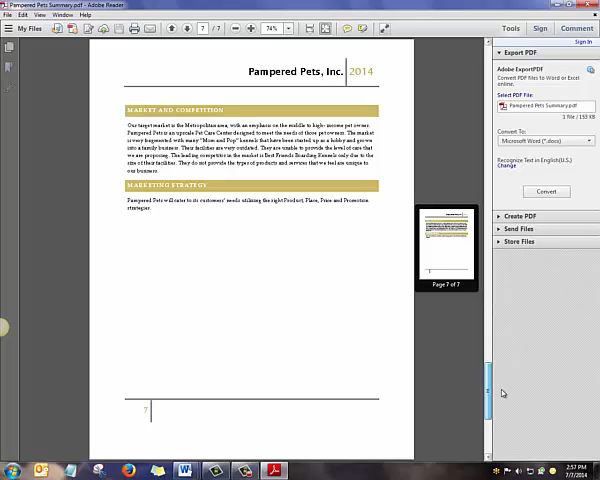 Pampered Pets Summary.pdf - Adobe Reader
File Edit View Window Help
My Files
7 / 7
74%
Tools Sign Comment
Sign In
Export PDF
Adobe ExportPDF
Convert PDF files to Word or Excel
online.
Select PDF File:
Pampered Pets Summary.pdf
1 file / 153 KB
Convert To:
Microsoft Word (*.docx)
Recognize Text in English(U.S.)
Change
Convert
Create PDF
Send Files
Store Files
Pampered Pets, Inc. 2014
MARKET AND COMPETITION
Our target market is the Metropolitan area, with an emphasis on the middle to high- income pet owner.
Pampered Pets is an upscale Pet Care Center designed to meet the needs of those pet owners. The market
is very fragmented with many "Mom and Pop" kennels that have been started up as a hobby and grown
into a family business. Their facilities are very outdated. They are unable to provide the level of care that
we are proposing. The leading competitor in the market is Best Friends Boarding Kennels only due to the
size of their facilities. They do not provide the types of products and services that we feel are unique to
our business.
MARKETING STRATEGY
Pampered Pets will cater to its customers' needs utilizing the right Product, Place, Price and Promotion
strategies.
7
Page 7 of 7
2:57 PM
7/7/2014